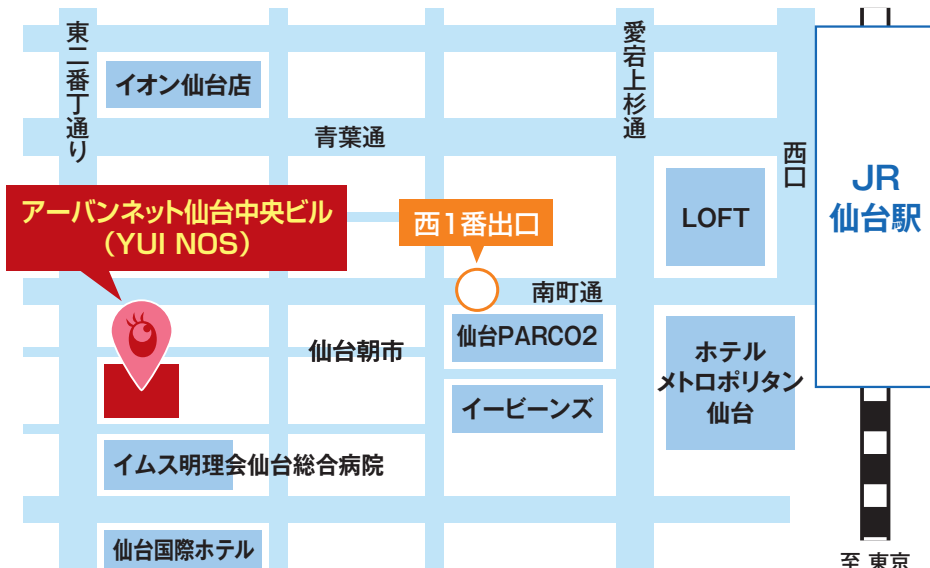 東二番丁通り
愛宕上杉通
イオン仙台店
青葉通
西口
JR
仙台駅
アーバンネット仙台中央ビル
（YUI NOS）
西1番出口
LOFT
南町通
仙台PARCO2
仙台朝市
ホテル
メトロポリタン
仙台
イービーンズ
イムス明理会仙台総合病院
仙台国際ホテル
至 東京